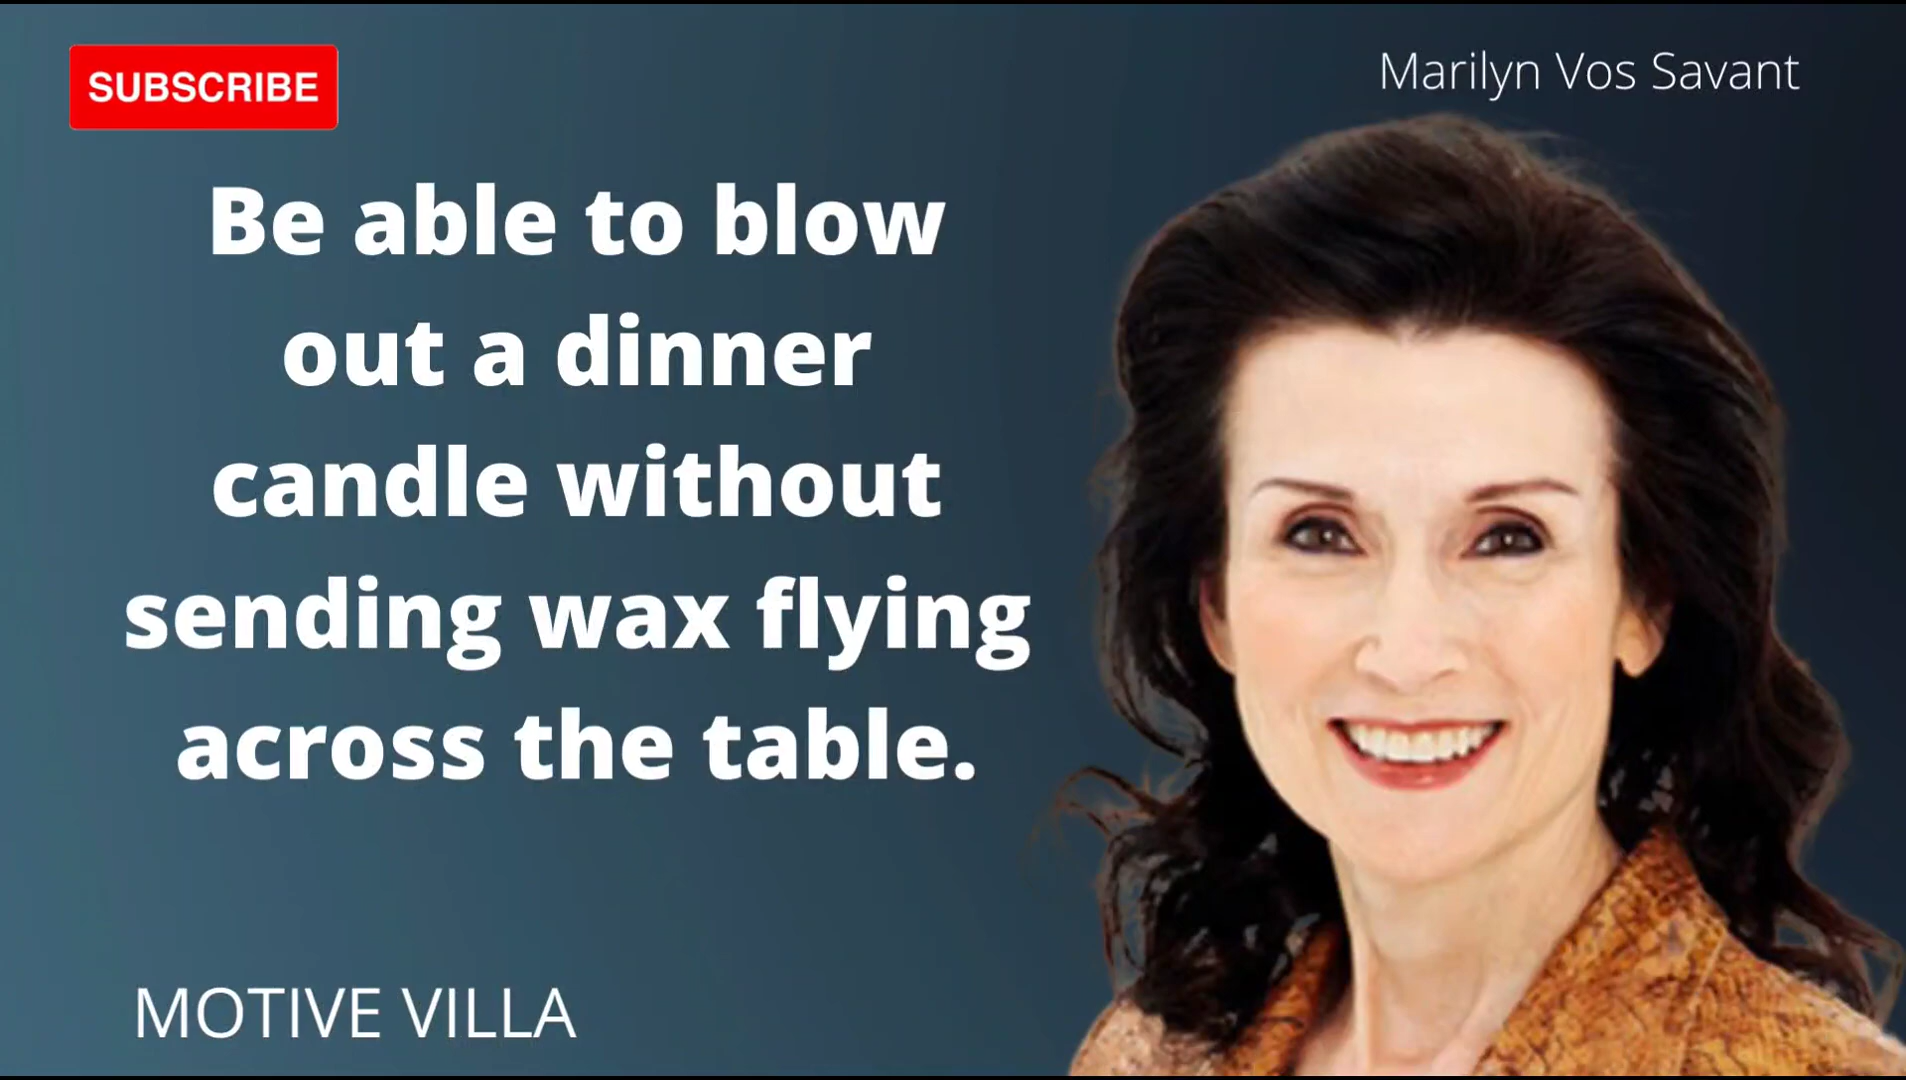 SUBSCRIBE
Marilyn Vos Savant
Be able to blow
out a dinner
candle without
sending wax flying
across the table.
MOTIVE VILLA